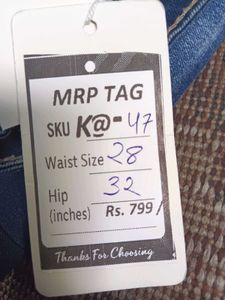 MRP TAG
SKU K@-47
Waist Size 28
Hip 32
(inches) Rs. 799/
Thanks For Choosing